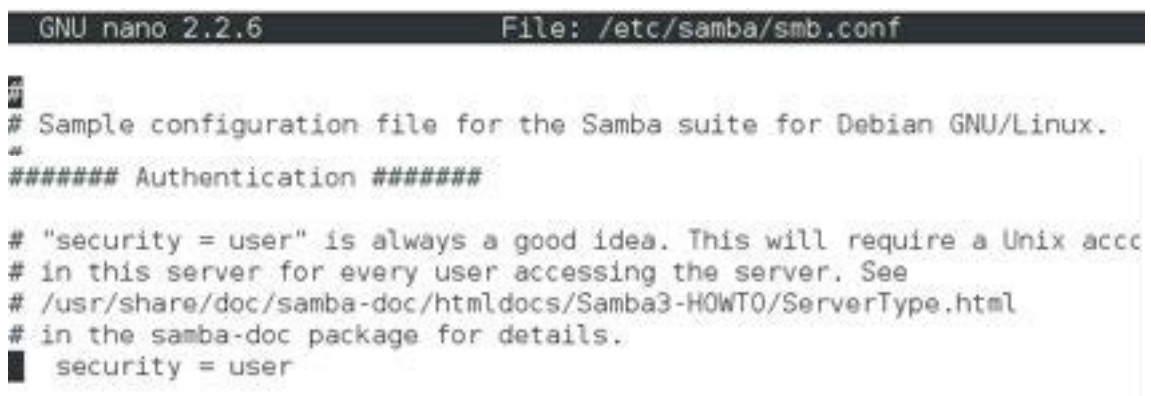 GNU nano 2.2.6 File: /etc/samba/smb.conf
#
# Sample configuration file for the Samba suite for Debian GNU/Linux.
#
####### Authentication #######
# "security = user" is always a good idea. This will require a Unix acco
# in this server for every user accessing the server. See
# /usr/share/doc/samba-doc/htmldocs/Samba3-HOWTO/ServerType.html
# in the samba-doc package for details.
security = user